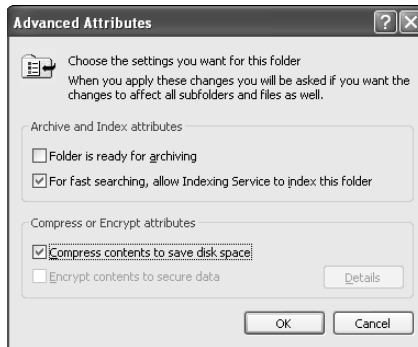 Advanced Attributes
Choose the settings you want for this folder
When you apply these changes you will be asked if you want the
changes to affect all subfolders and files as well.
Archive and Index attributes
Folder is ready for archiving
For fast searching, allow Indexing Service to index this folder
Compress or Encrypt attributes
Compress contents to save disk space
Encrypt contents to secure data
Details
OK
Cancel